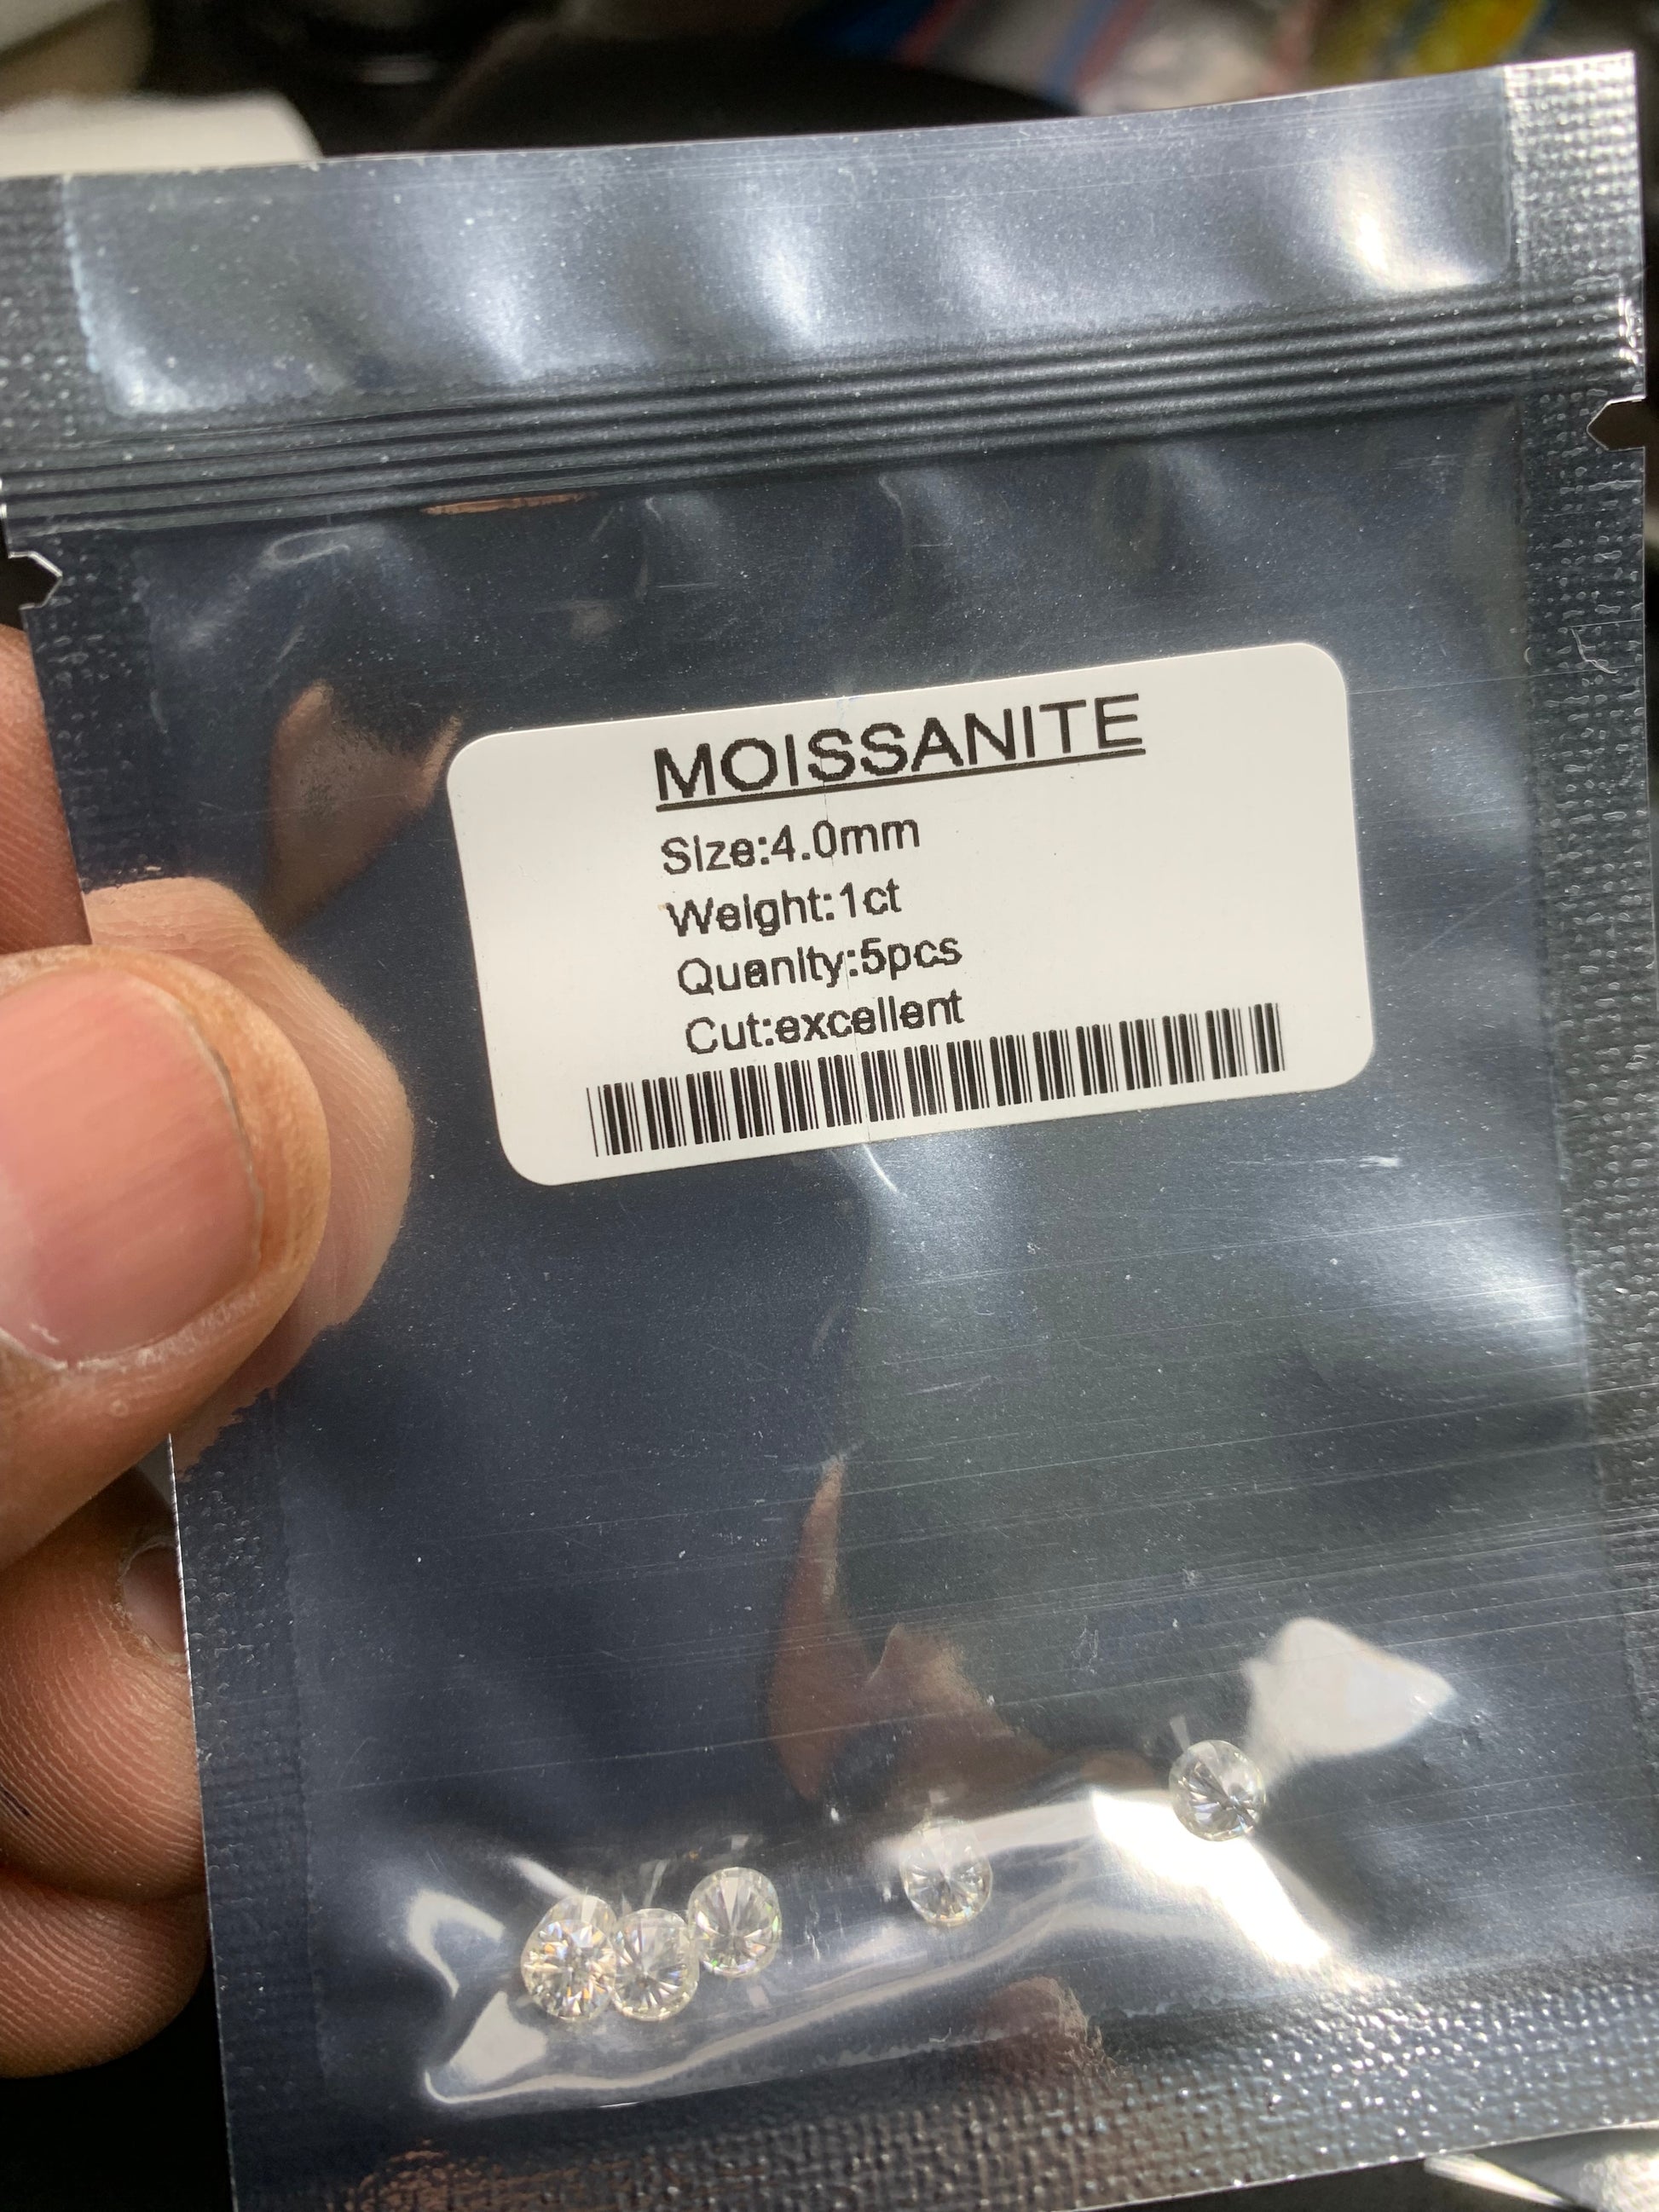 MOISSANITE
Size:4.0mm
Weight:1ct
Quanity:5pcs
Cut:excellent